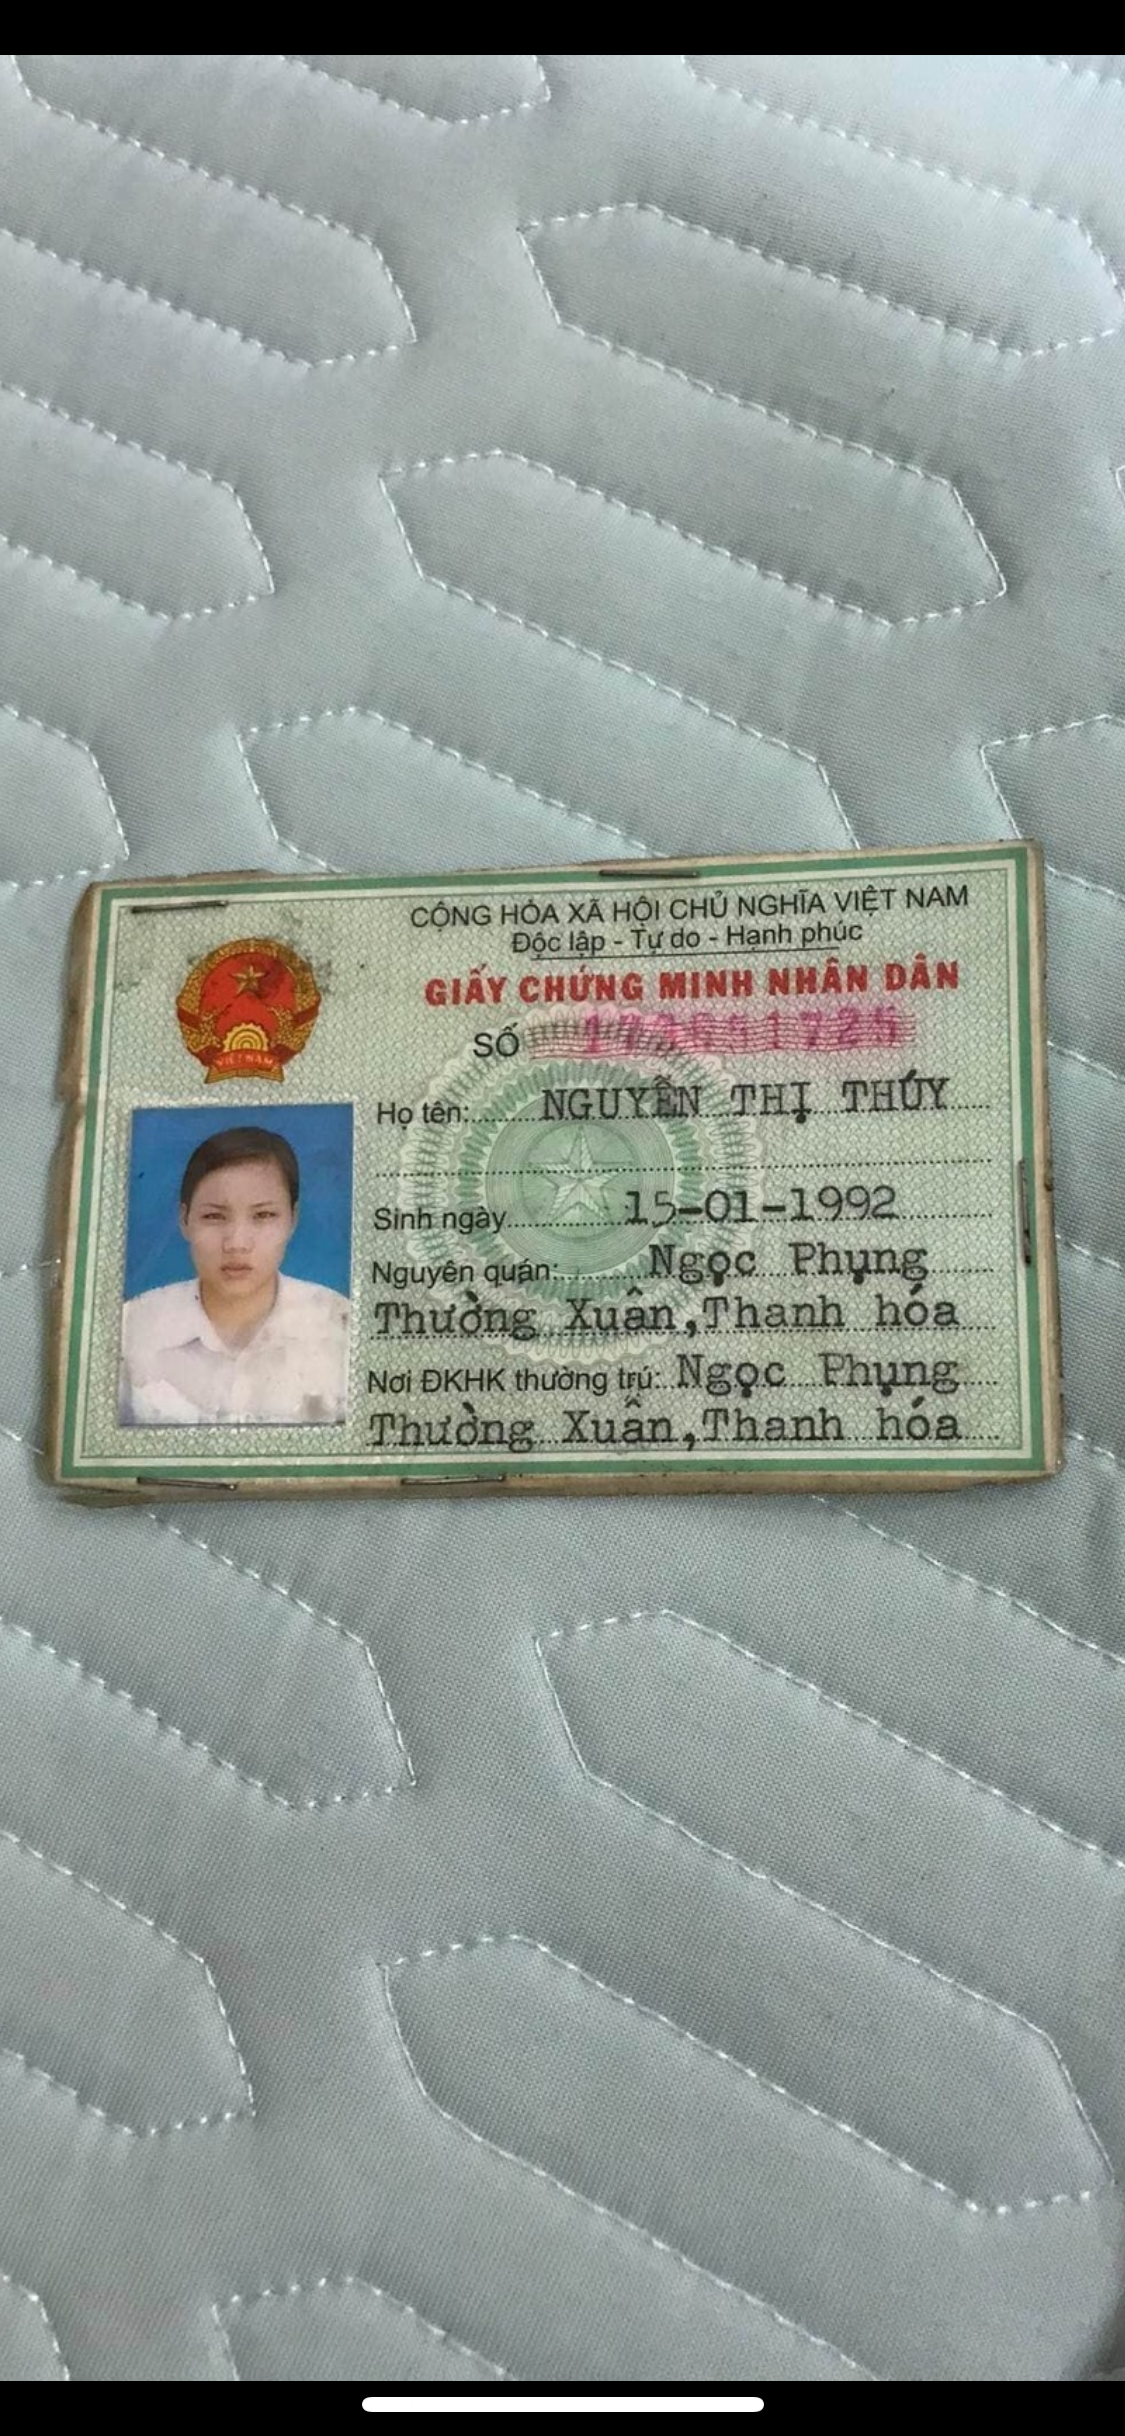 CỘNG HÒA XÃ HỘI CHỦ NGHĨA VIỆT NAM
Độc lập - Tự do - Hạnh phúc
GIẤY CHỨNG MINH NHÂN DÂN
SỐ
VIỆT NAM
Họ tên: NGUYỄN THỊ THÚY
Sinh ngày 15-01-1992
Nguyên quán: Ngọc Phụng
Thường Xuân, Thanh hóa
Nơi ĐKHK thường trú: Ngọc Phụng
Thường Xuân, Thanh hóa